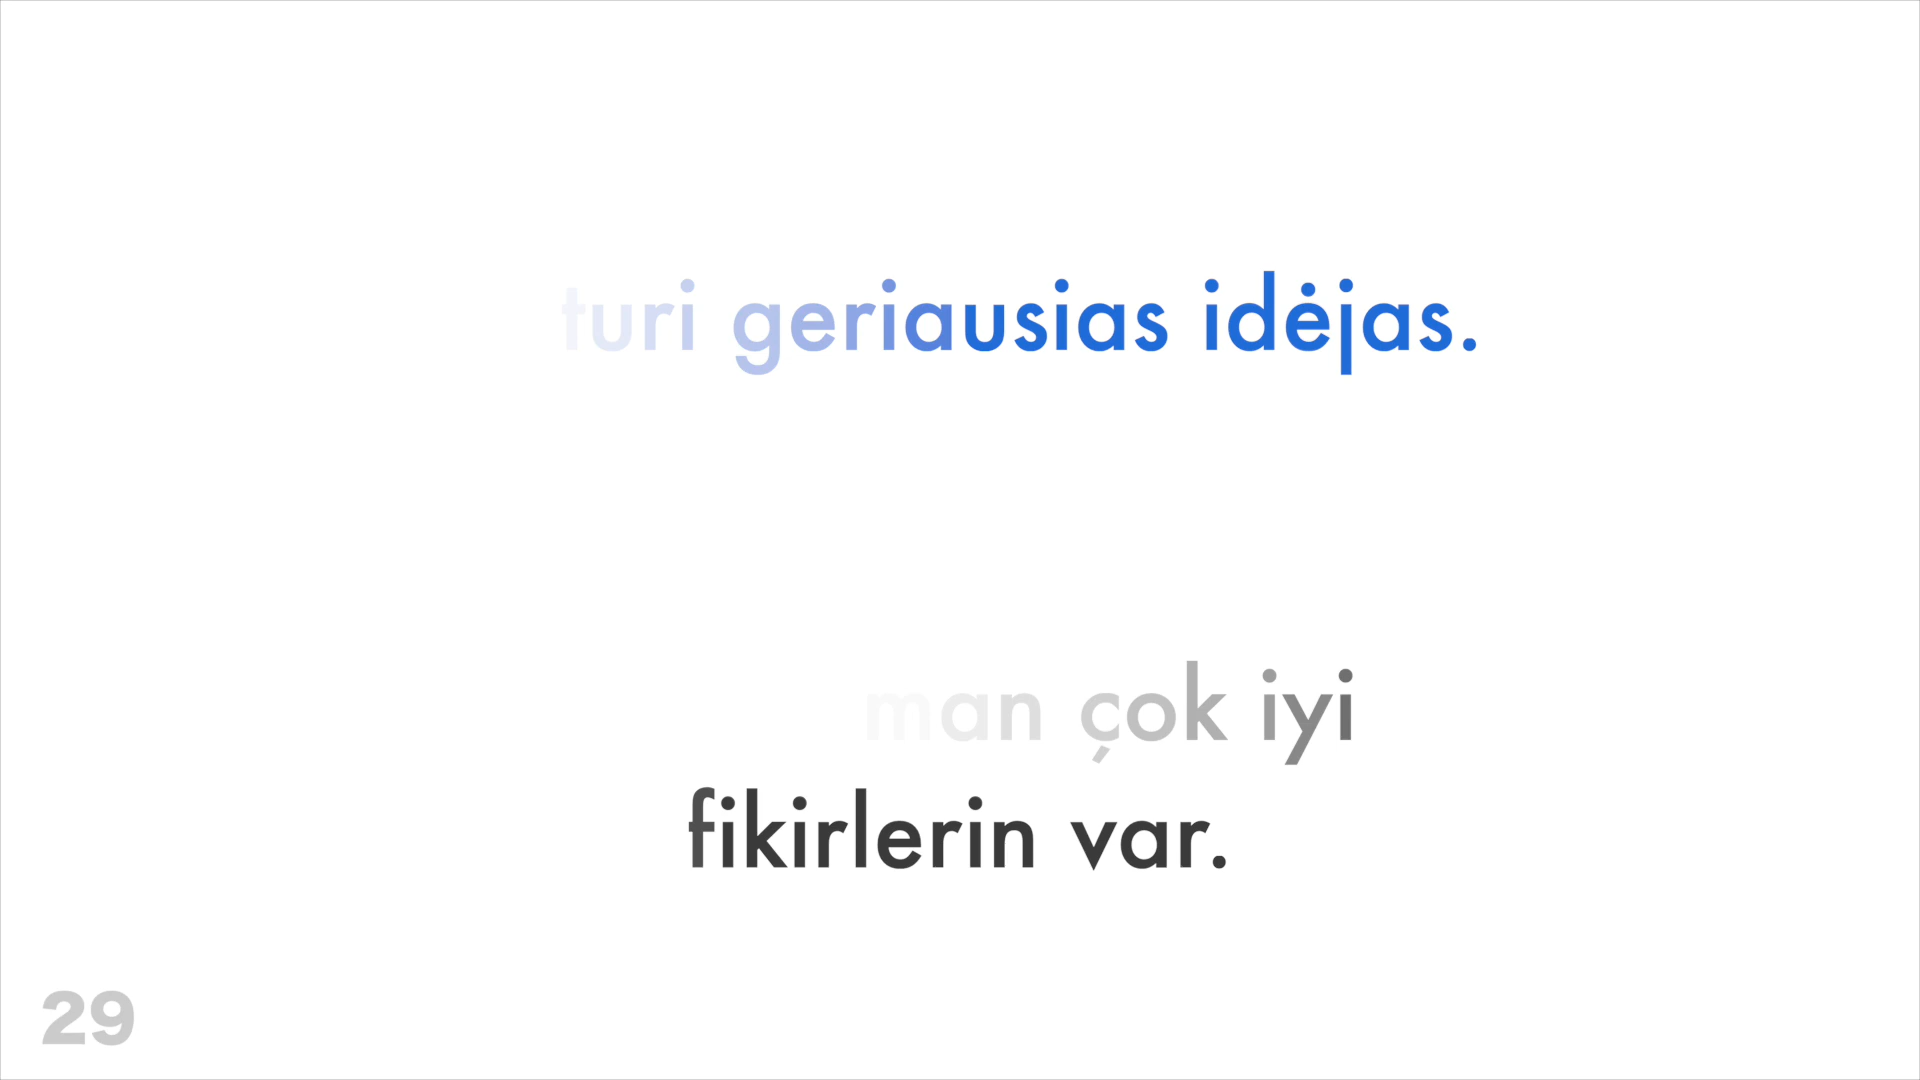 turi geriausias idėjas.
man çok iyi
fikirlerin var.
29